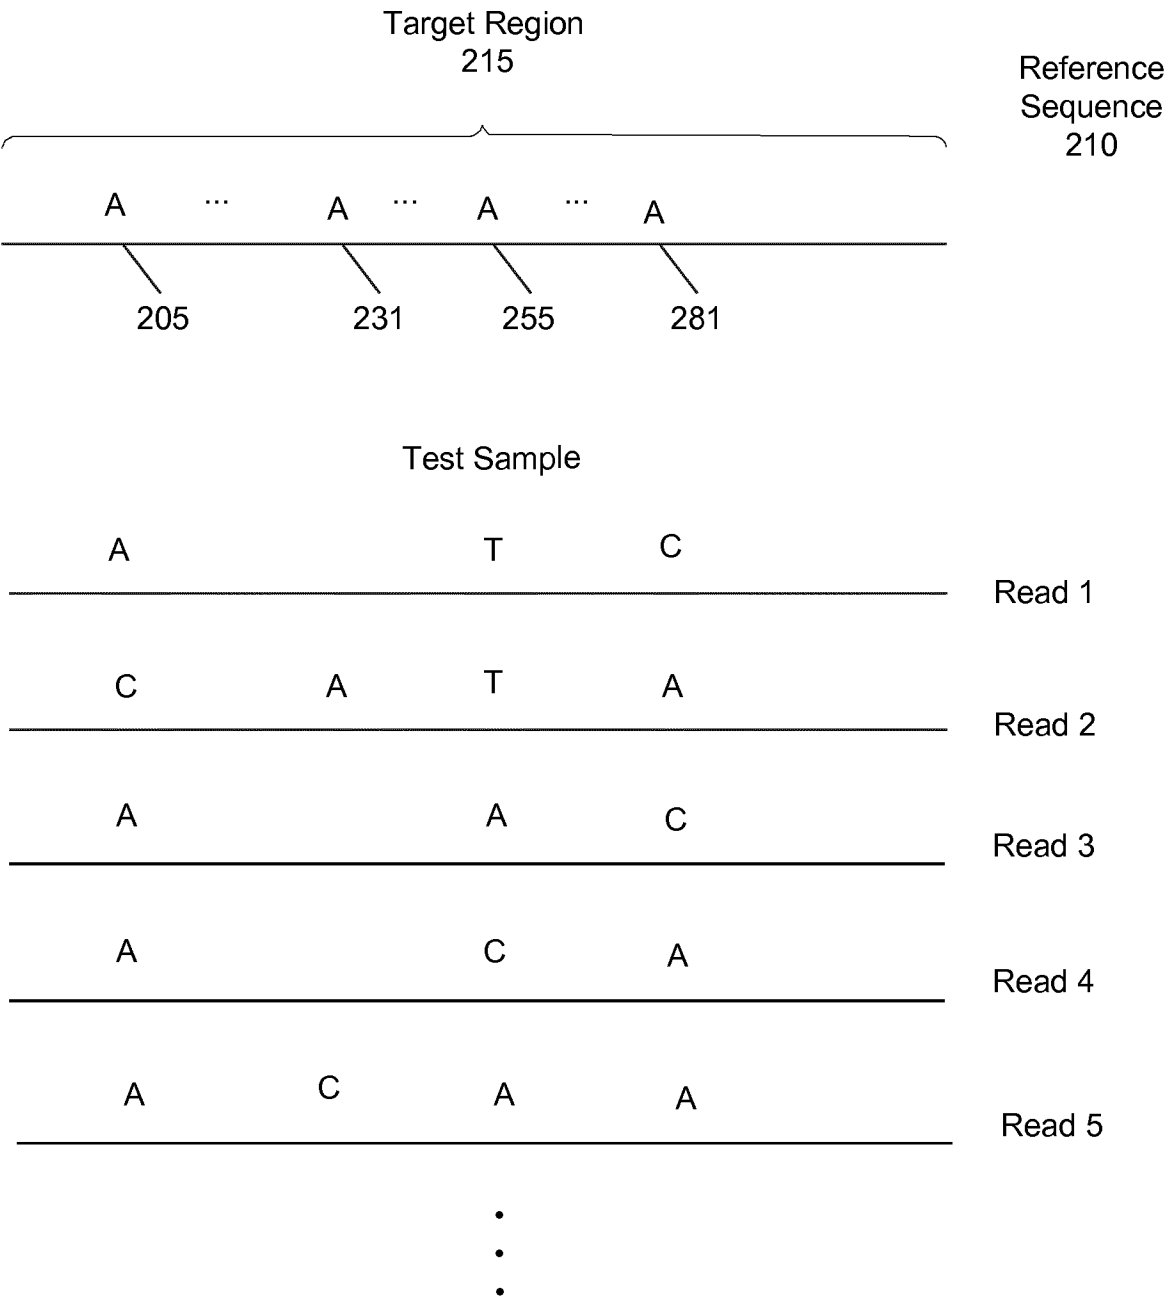 Target Region
215
Reference
Sequence
210
A ... A ... A ... A
205 231 255 281
Test Sample
A T C
Read 1
C A T A
Read 2
A A C
Read 3
A C A
Read 4
A C A A
Read 5